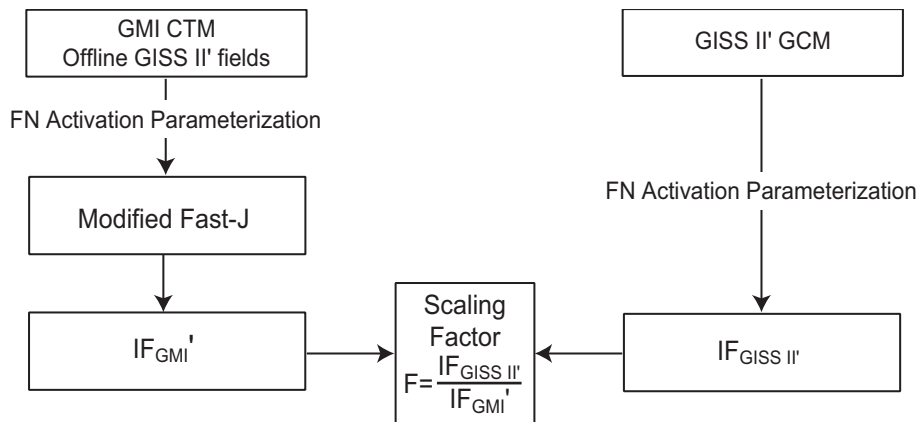 GMI CTM
Offline GISS II' fields
FN Activation Parameterization
Modified Fast-J
IFGMI'
GISS II' GCM
FN Activation Parameterization
IFGISS II'
Scaling
Factor
F=IFGISS II'
IFGMI'